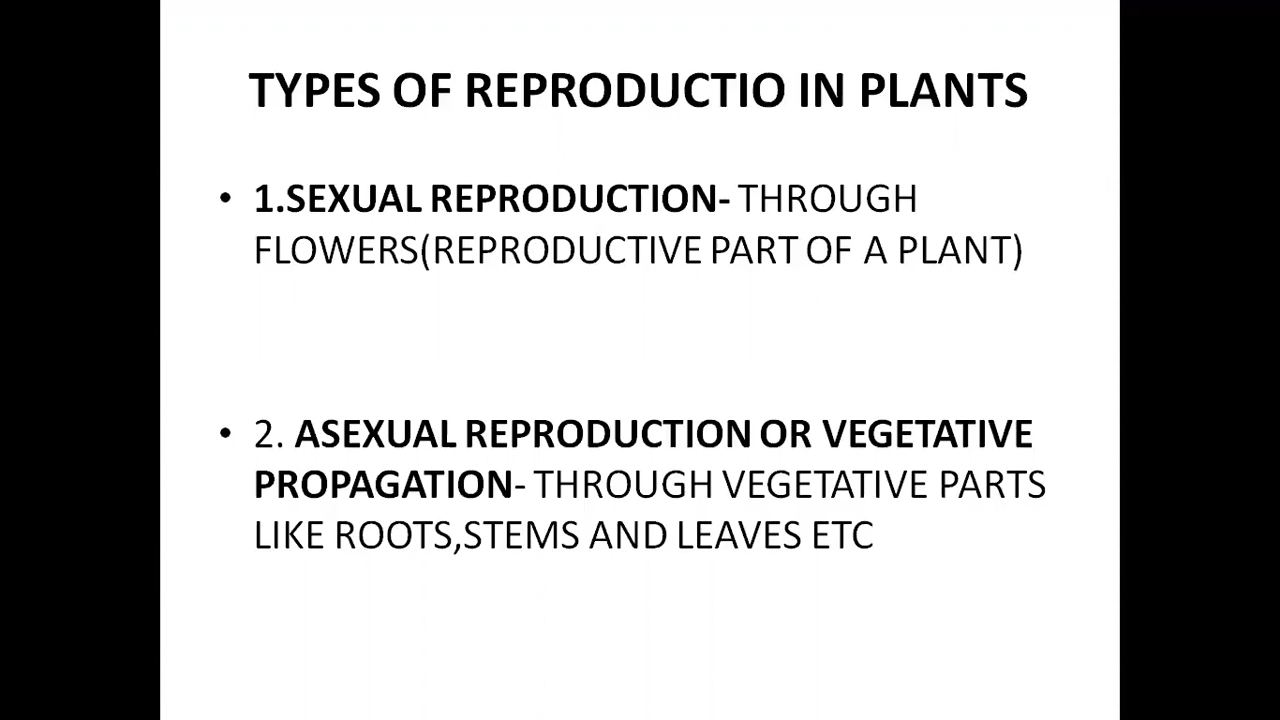 TYPES OF REPRODUCTIO IN PLANTS
• 1.SEXUAL REPRODUCTION- THROUGH
FLOWERS(REPRODUCTIVE PART OF A PLANT)
• 2. ASEXUAL REPRODUCTION OR VEGETATIVE
PROPAGATION- THROUGH VEGETATIVE PARTS
LIKE ROOTS,STEMS AND LEAVES ETC